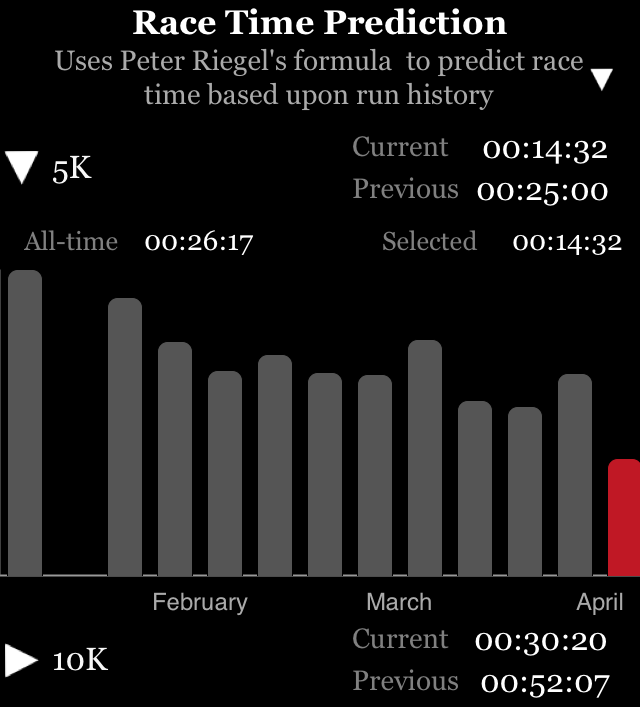 Race Time Prediction
Uses Peter Riegel's formula to predict race
time based upon run history
5K
Current 00:14:32
Previous 00:25:00
All-time 00:26:17 Selected 00:14:32
February March April
10K
Current 00:30:20
Previous 00:52:07